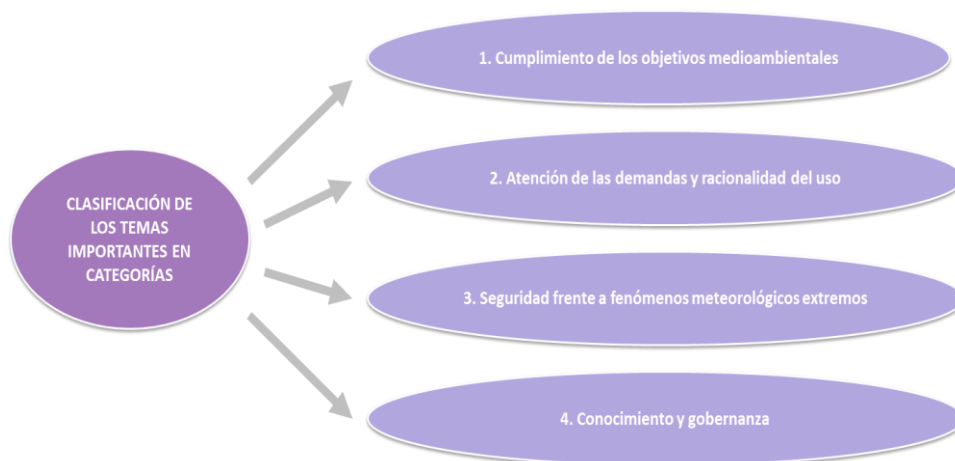 CLASIFICACIÓN DE
LOS TEMAS
IMPORTANTES EN
CATEGORÍAS
1. Cumplimiento de los objetivos medioambientales
2. Atención de las demandas y racionalidad del uso
3. Seguridad frente a fenómenos meteorológicos extremos
4. Conocimiento y gobernanza